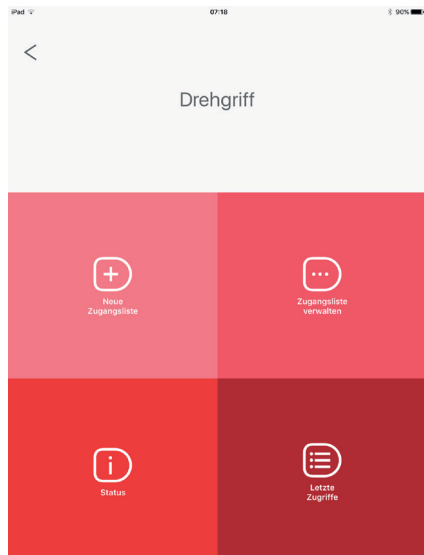 iPad 07:18 90%
Drehgriff
Neue
Zugangsliste
Zugangsliste
verwalten
Status
Letzte
Zugriffe